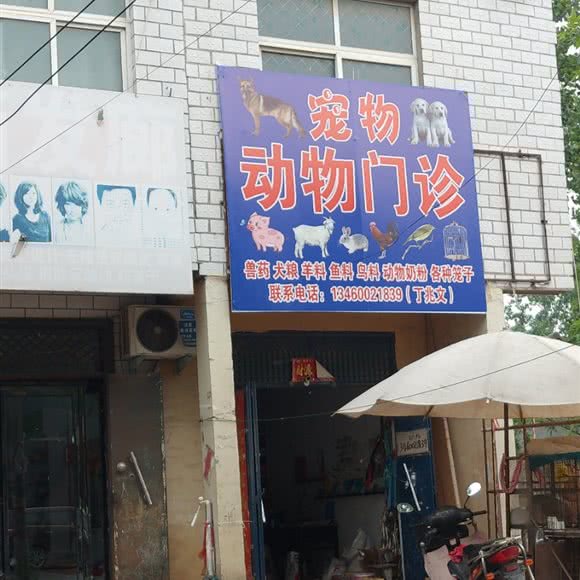 宠物
动物门诊
兽药 犬粮 羊料 鱼料 鸟料 动物奶粉 各种笼子
联系电话：13460021839（丁兆文）